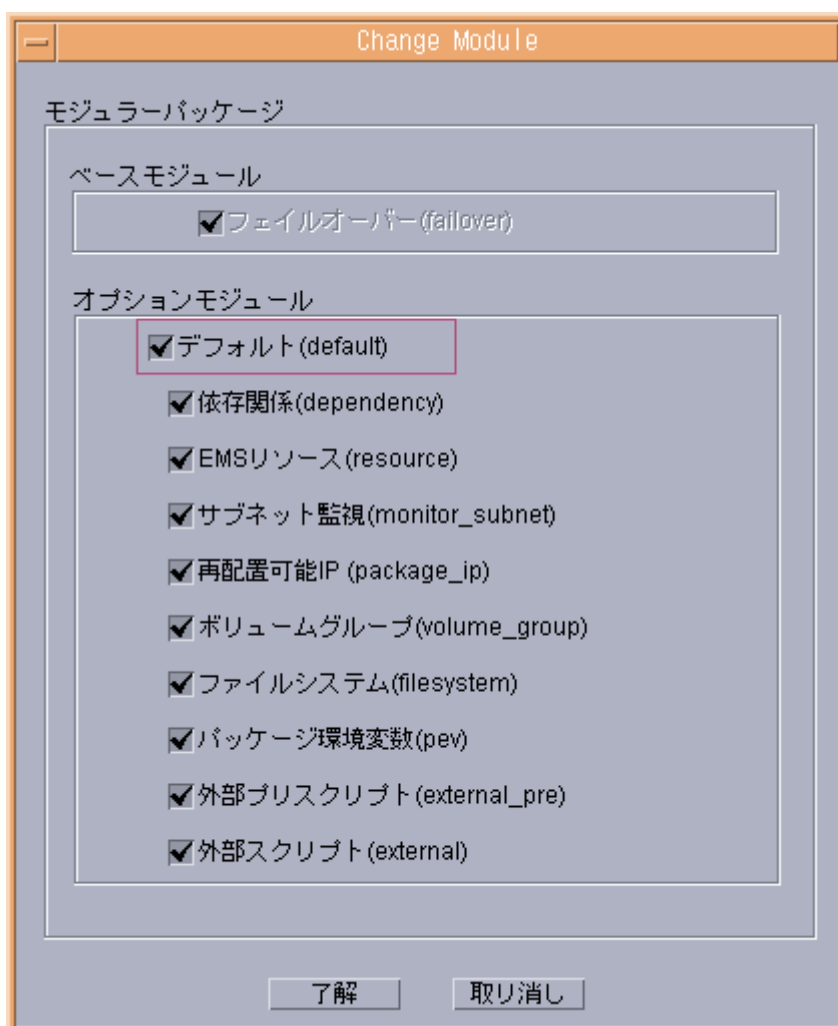 Change Module
モジュラーパッケージ
ベースモジュール
フェイルオーバー(failover)
オプションモジュール
デフォルト(default)
依存関係(dependency)
EMSリソース(resource)
サブネット監視(monitor_subnet)
再配置可能IP (package_ip)
ボリュームグループ(volume_group)
ファイルシステム(filesystem)
パッケージ環境変数(pev)
外部プリスクリプト(external_pre)
外部スクリプト(external)
了解 取り消し